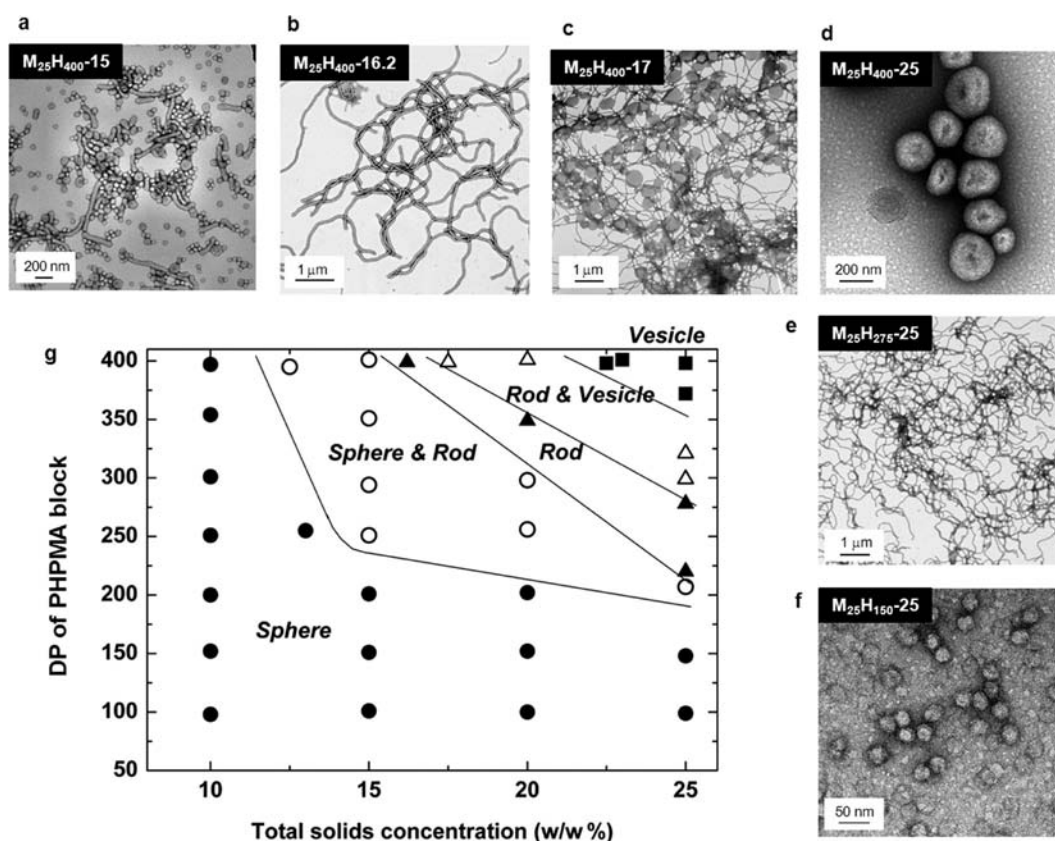 a
M₂₅H₄₀₀-15
200 nm
b
M₂₅H₄₀₀-16.2
1 μm
c
M₂₅H₄₀₀-17
1 μm
d
M₂₅H₄₀₀-25
200 nm
e
M₂₅H₂₇₅-25
1 μm
f
M₂₅H₁₅₀-25
50 nm
g
Vesicle
Rod & Vesicle
Sphere & Rod
Rod
Sphere
DP of PHPMA block
400
350
300
250
200
150
100
50
10
15
20
25
Total solids concentration (w/w %)